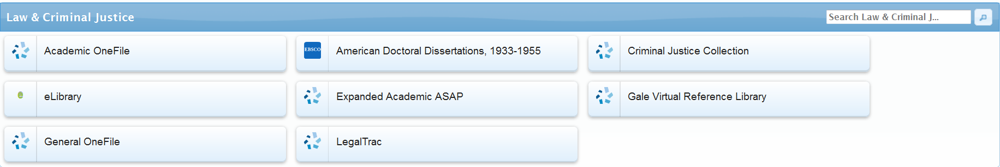 Law & Criminal Justice
Search Law & Criminal J...
Academic OneFile
EBSCO
American Doctoral Dissertations, 1933-1955
Criminal Justice Collection
e
eLibrary
Expanded Academic ASAP
Gale Virtual Reference Library
General OneFile
LegalTrac